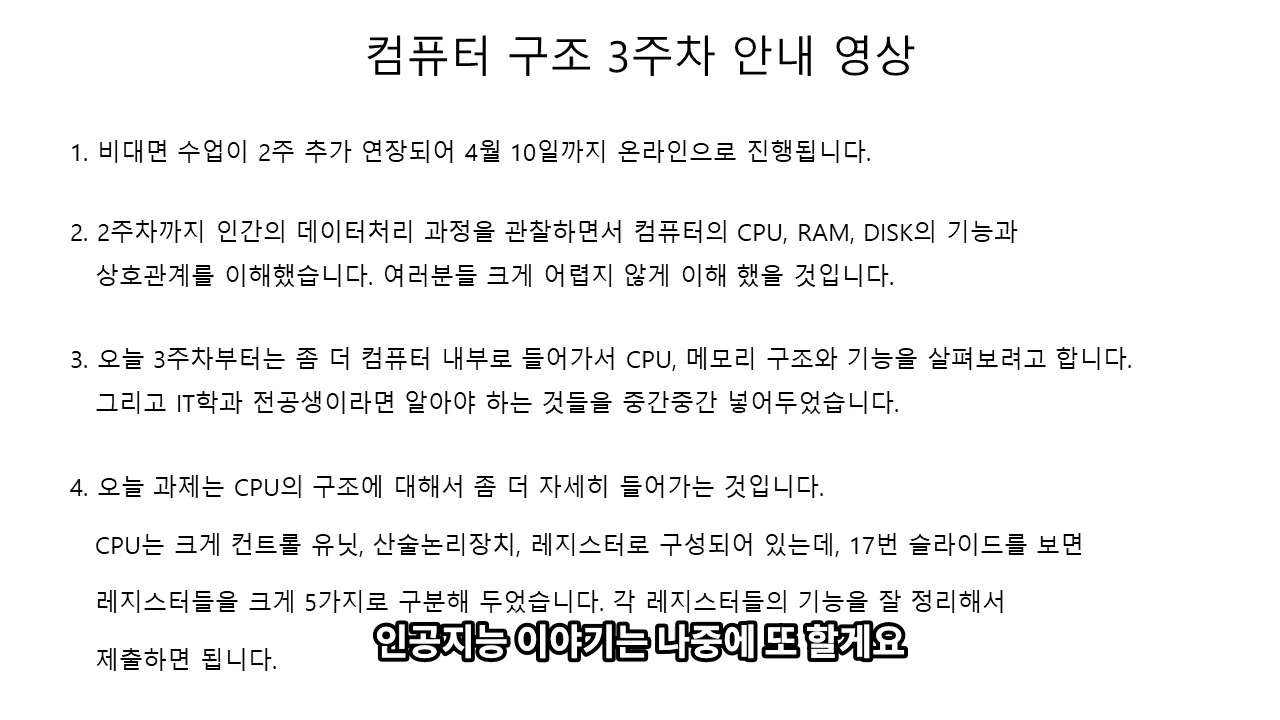 컴퓨터 구조 3주차 안내 영상
1. 비대면 수업이 2주 추가 연장되어 4월 10일까지 온라인으로 진행됩니다.
2. 2주차까지 인간의 데이터처리 과정을 관찰하면서 컴퓨터의 CPU, RAM, DISK의 기능과
상호관계를 이해했습니다. 여러분들 크게 어렵지 않게 이해 했을 것입니다.
3. 오늘 3주차부터는 좀 더 컴퓨터 내부로 들어가서 CPU, 메모리 구조와 기능을 살펴보려고 합니다.
그리고 IT학과 전공생이라면 알아야 하는 것들을 중간중간 넣어두었습니다.
4. 오늘 과제는 CPU의 구조에 대해서 좀 더 자세히 들어가는 것입니다.
CPU는 크게 컨트롤 유닛, 산술논리장치, 레지스터로 구성되어 있는데, 17번 슬라이드를 보면
레지스터들을 크게 5가지로 구분해 두었습니다. 각 레지스터들의 기능을 잘 정리해서
제출하면 됩니다.
인공지능 이야기는 나중에 또 할게요